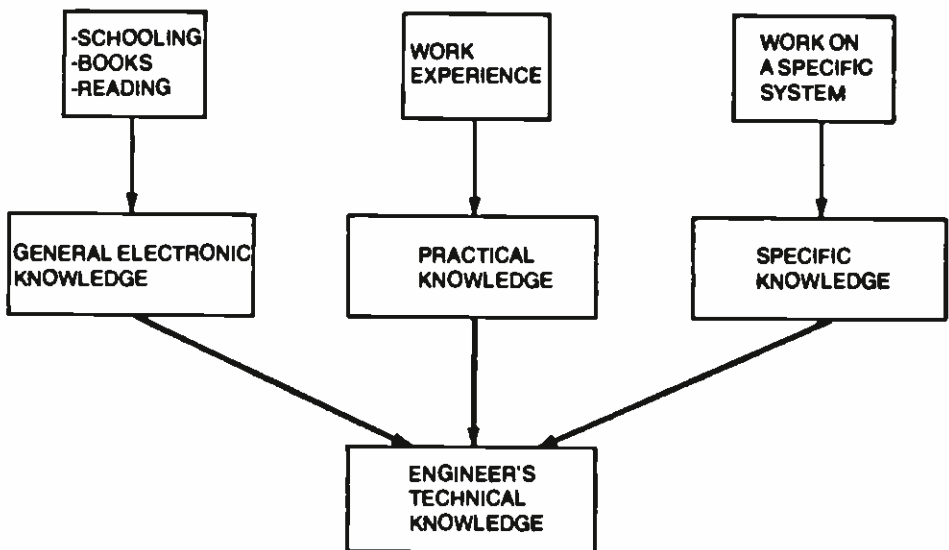 -SCHOOLING
-BOOKS
-READING
WORK
EXPERIENCE
WORK ON
A SPECIFIC
SYSTEM
GENERAL ELECTRONIC
KNOWLEDGE
PRACTICAL
KNOWLEDGE
SPECIFIC
KNOWLEDGE
ENGINEER'S
TECHNICAL
KNOWLEDGE